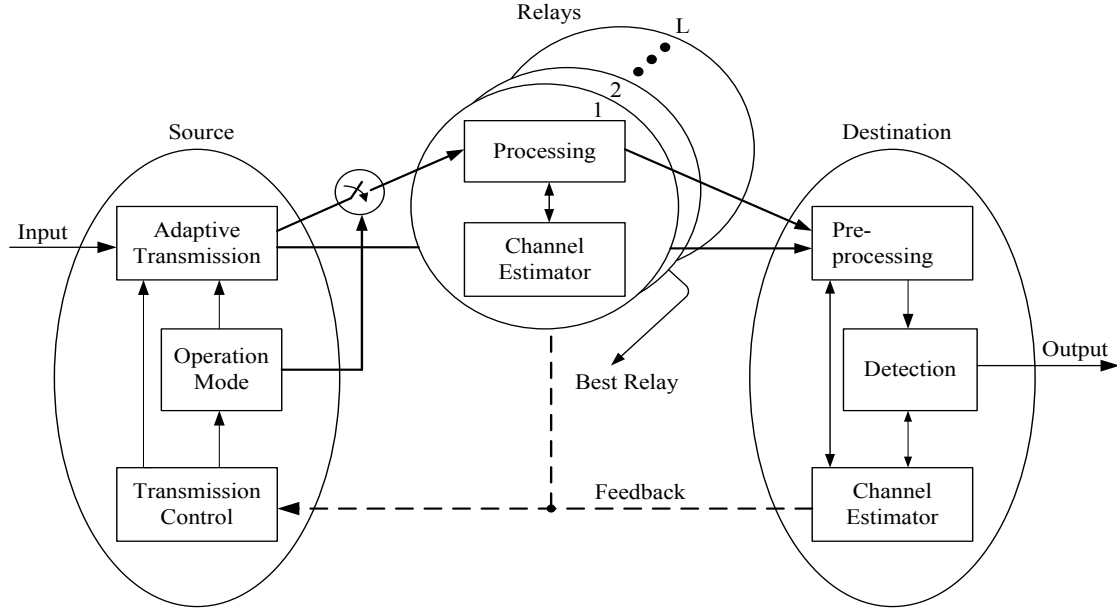 Relays
L
2
1
Source
Destination
Processing
Input
Adaptive
Transmission
Channel
Estimator
Pre-
processing
Operation
Mode
Best Relay
Detection
Output
Transmission
Control
Feedback
Channel
Estimator